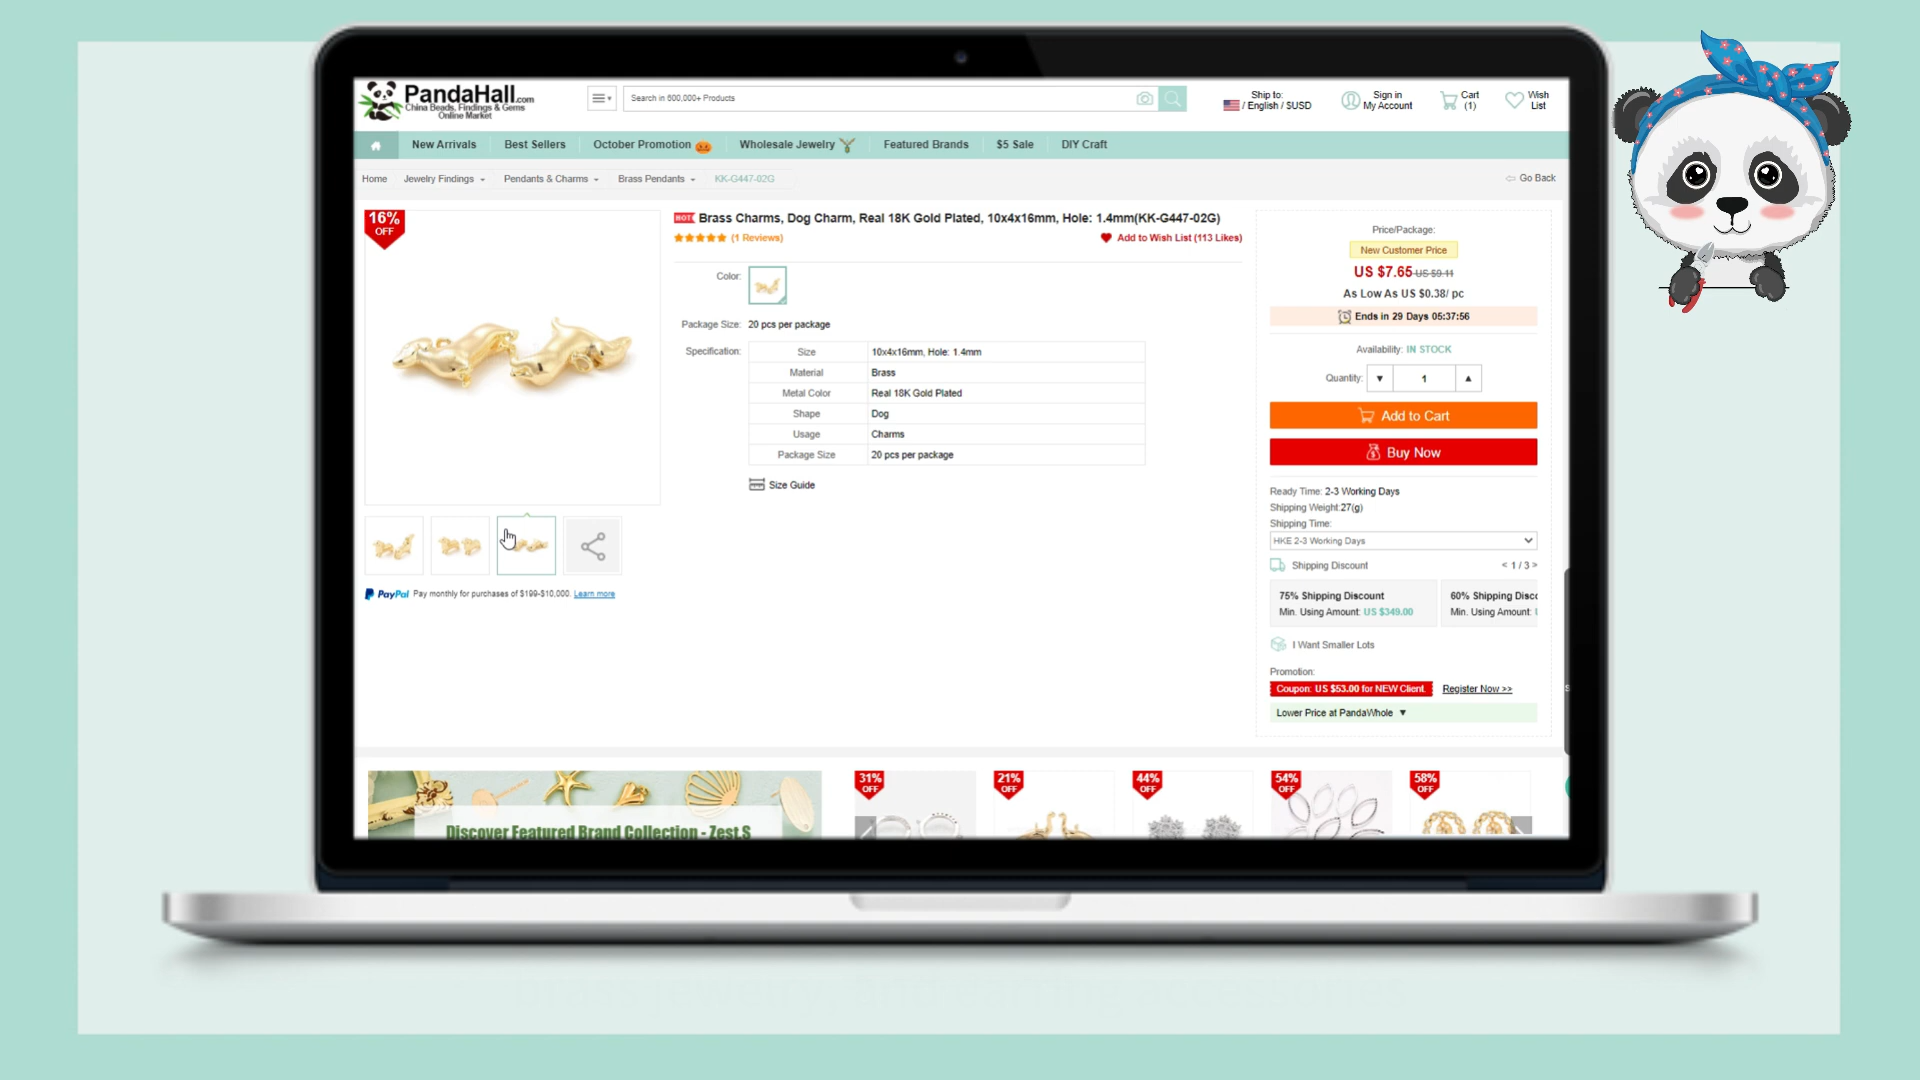 PandaHall.com
China Beads, Findings & Gems
Online Market
Search in 600,000+ Products
Ship to:
/ English / $USD
Sign in
My Account
Cart
(1)
Wish
List
New Arrivals
Best Sellers
October Promotion
Wholesale Jewelry
Featured Brands
$5 Sale
DIY Craft
Home
Jewelry Findings
Pendants & Charms
Brass Pendants
KK-G447-02G
Go Back
16%
OFF
HOT Brass Charms, Dog Charm, Real 18K Gold Plated, 10x4x16mm, Hole: 1.4mm(KK-G447-02G)
(1 Reviews)
Add to Wish List (113 Likes)
Color:
Package Size: 20 pcs per package
Specification:
Size 10x4x16mm, Hole: 1.4mm
Material Brass
Metal Color Real 18K Gold Plated
Shape Dog
Usage Charms
Package Size 20 pcs per package
Size Guide
PayPal Pay monthly for purchases of $199-$10,000. Learn more
Price/Package:
New Customer Price
US $7.65 US $9.11
As Low As US $0.38/ pc
Ends in 29 Days 05:37:56
Availability: IN STOCK
Quantity: 1
Add to Cart
Buy Now
Ready Time: 2-3 Working Days
Shipping Weight:27(g)
Shipping Time:
HKE 2-3 Working Days
Shipping Discount
< 1 / 3 >
75% Shipping Discount
Min. Using Amount: US $349.00
60% Shipping Disc
Min. Using Amount:
I Want Smaller Lots
Promotion:
Coupon: US $53.00 for NEW Client.
Register Now >>
Lower Price at PandaWhole
Discover Featured Brand Collection - Zest S
31%
OFF
21%
OFF
44%
OFF
54%
OFF
58%
OFF